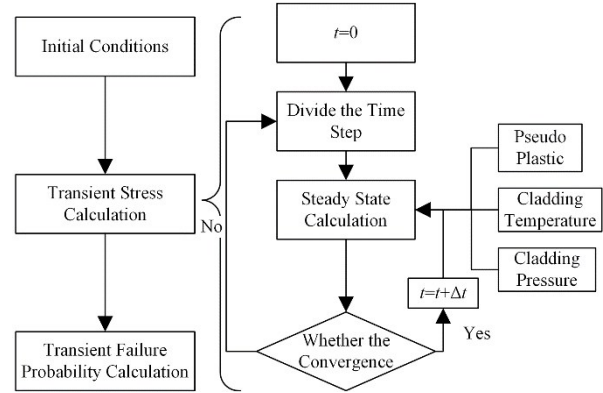 Initial Conditions
Transient Stress
Calculation
Transient Failure
Probability Calculation
t=0
Divide the Time
Step
Steady State
Calculation
Whether the
Convergence
No
Yes
t=t+Δt
Pseudo
Plastic
Cladding
Temperature
Cladding
Pressure